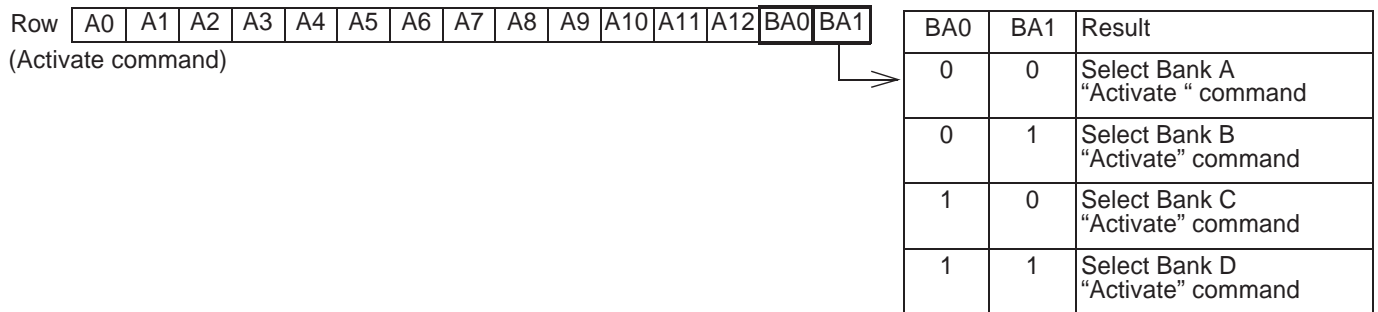 Row A0 A1 A2 A3 A4 A5 A6 A7 A8 A9 A10 A11 A12 BA0 BA1
(Activate command)
BA0 BA1 Result
0 0 Select Bank A
“Activate “ command
0 1 Select Bank B
“Activate” command
1 0 Select Bank C
“Activate” command
1 1 Select Bank D
“Activate” command